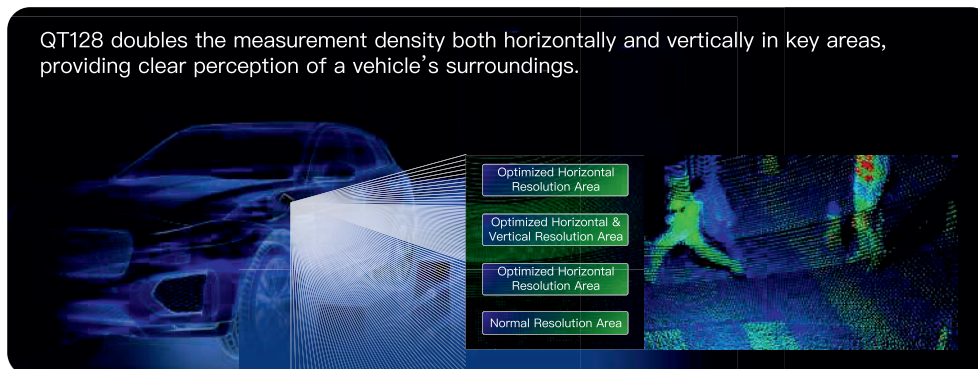 QT128 doubles the measurement density both horizontally and vertically in key areas,
providing clear perception of a vehicle's surroundings.
Optimized Horizontal
Resolution Area
Optimized Horizontal &
Vertical Resolution Area
Optimized Horizontal
Resolution Area
Normal Resolution Area